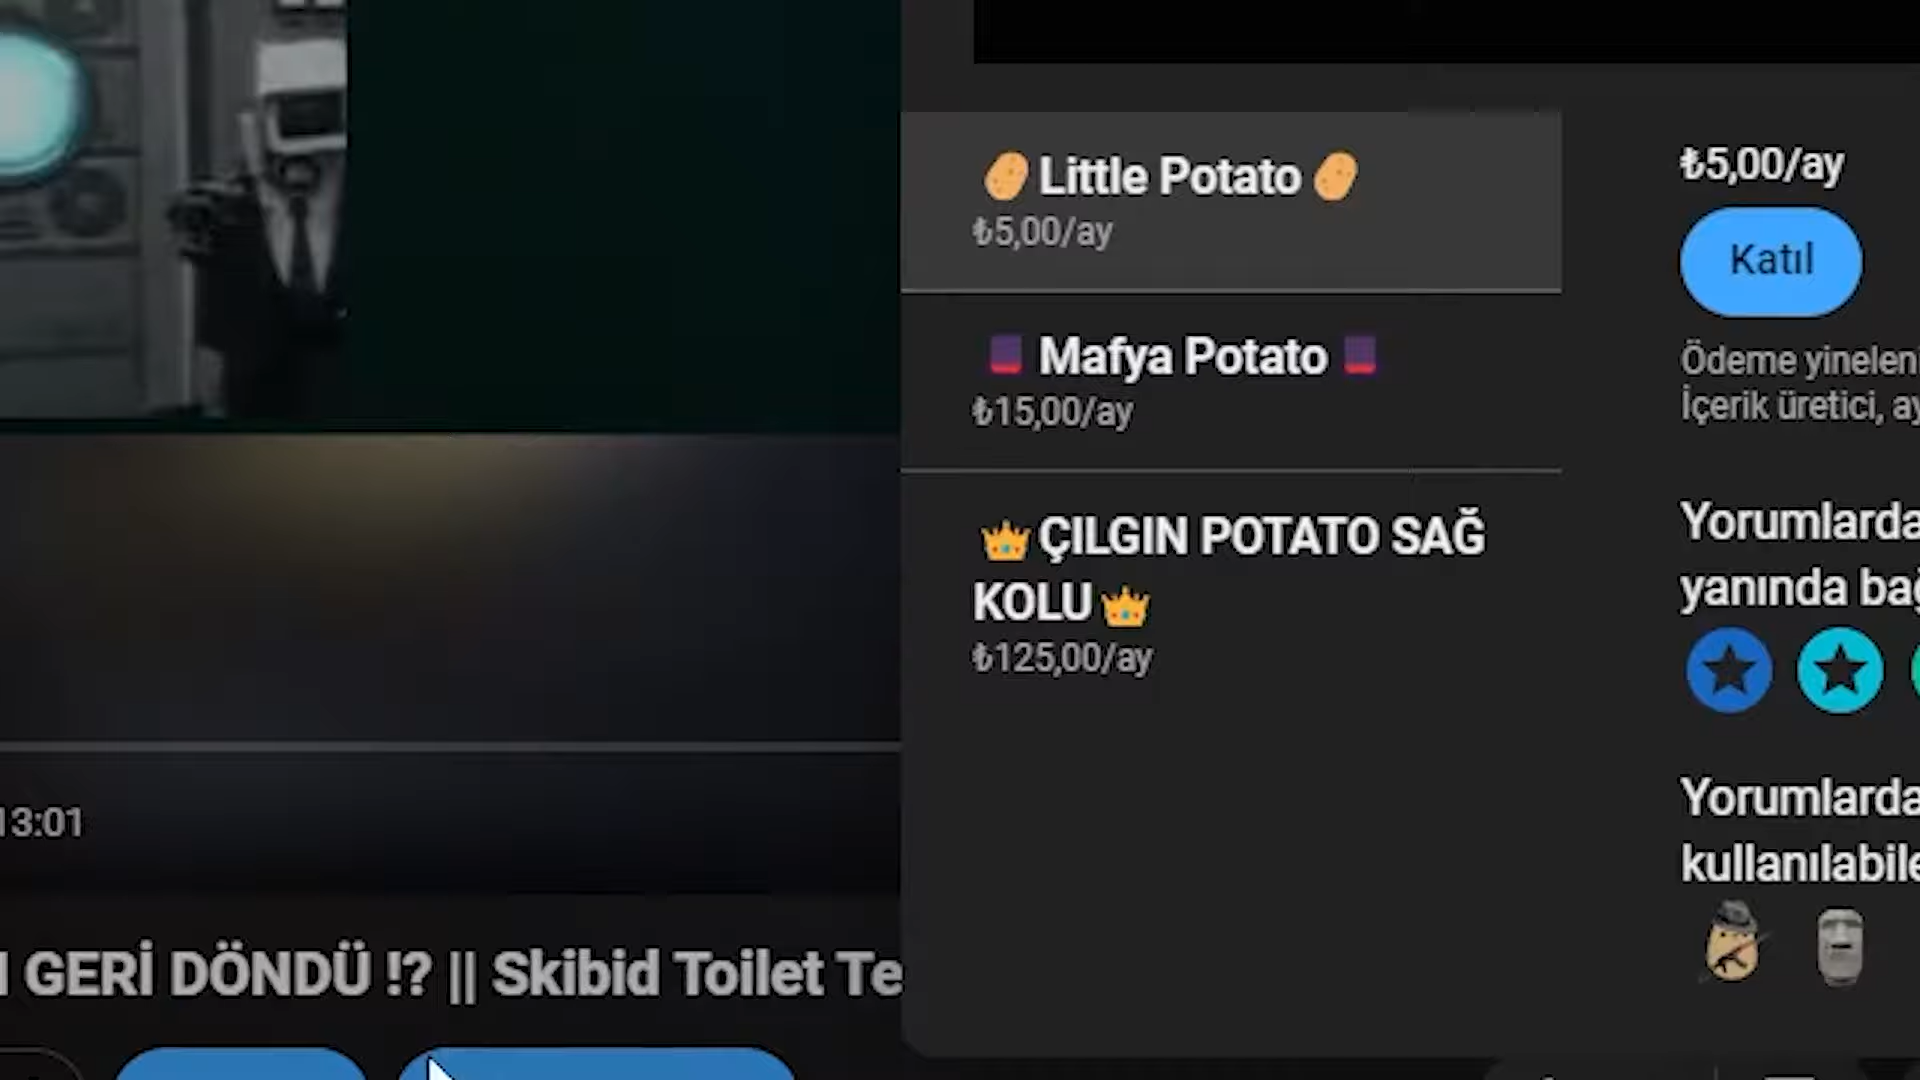 Little Potato
₺5,00/ay
Mafya Potato
₺15,00/ay
ÇILGIN POTATO SAĞ
KOLU
₺125,00/ay
₺5,00/ay
Katıl
Ödeme yinelen
İçerik üretici, ay
Yorumlarda
yanında bağ
Yorumlarda
kullanılabile
13:01
GERİ DÖNDÜ !? || Skibid Toilet Te